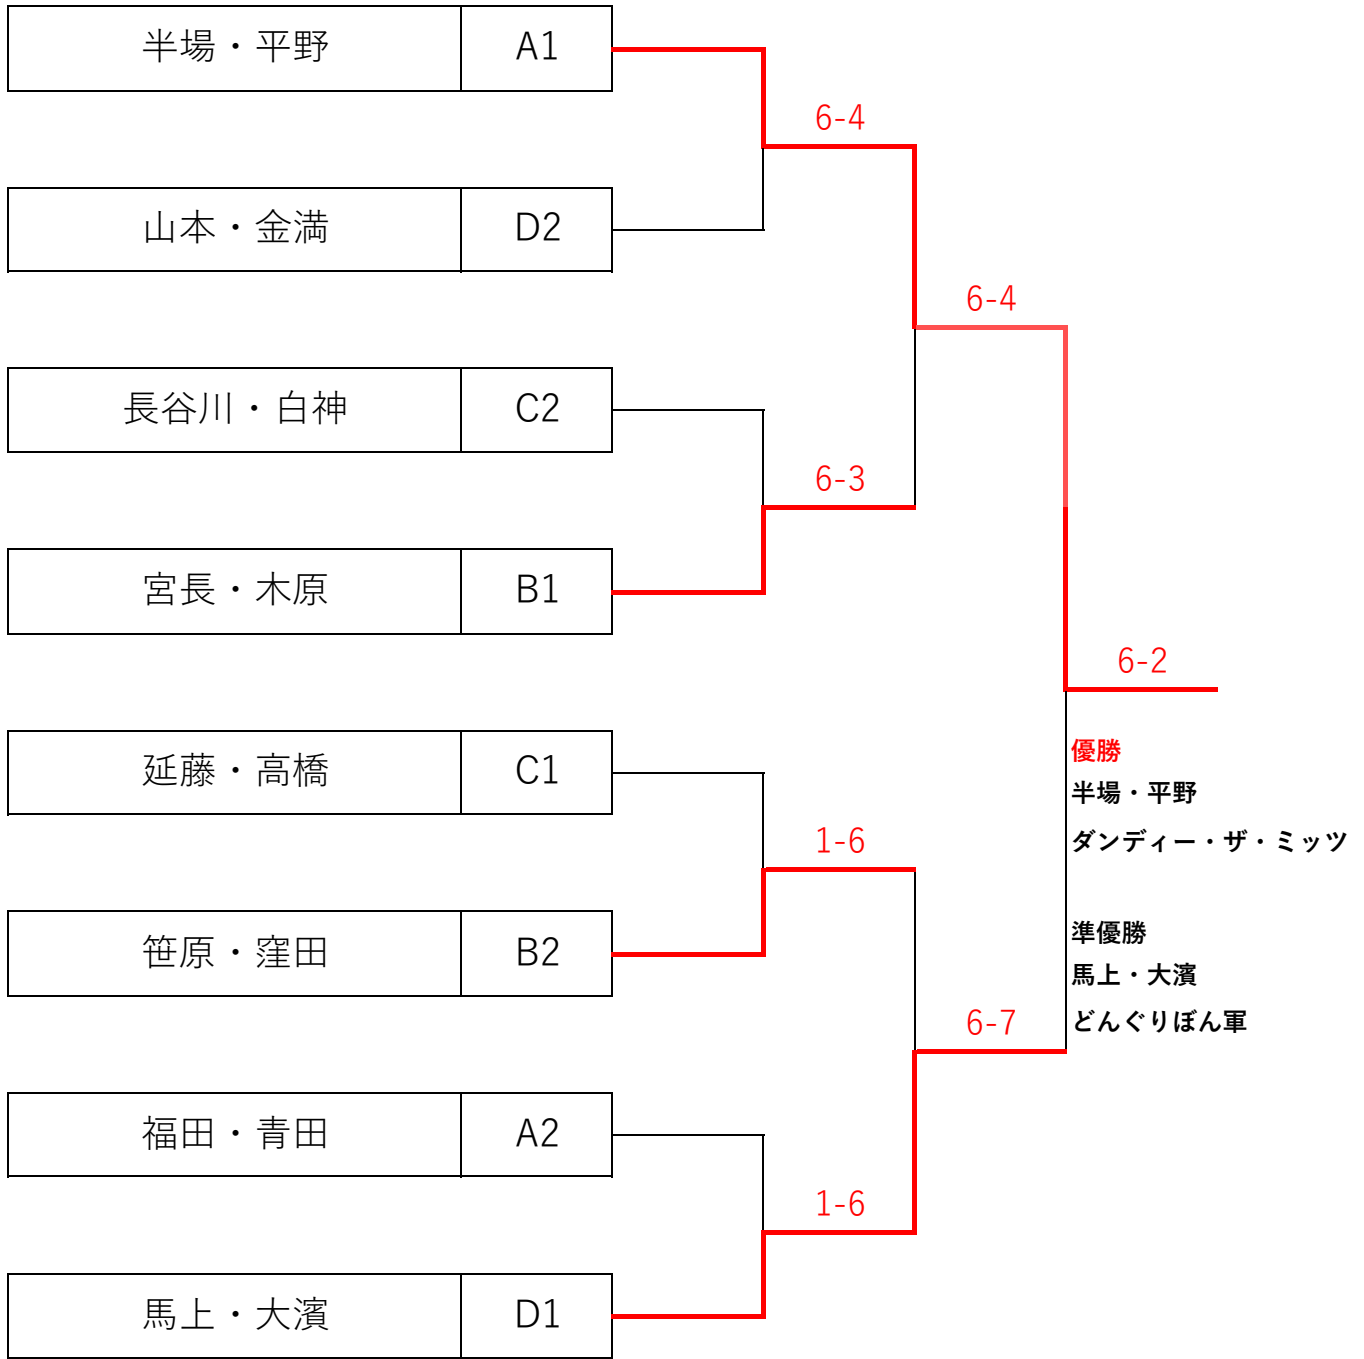 半場・平野 A1
6-4
山本・金満 D2
6-4
長谷川・白神 C2
6-3
宮長・木原 B1
6-2
優勝
半場・平野
ダンディー・ザ・ミッツ
延藤・高橋 C1
1-6
準優勝
馬上・大濱
どんぐりぽん軍
笹原・窪田 B2
6-7
福田・青田 A2
1-6
馬上・大濱 D1